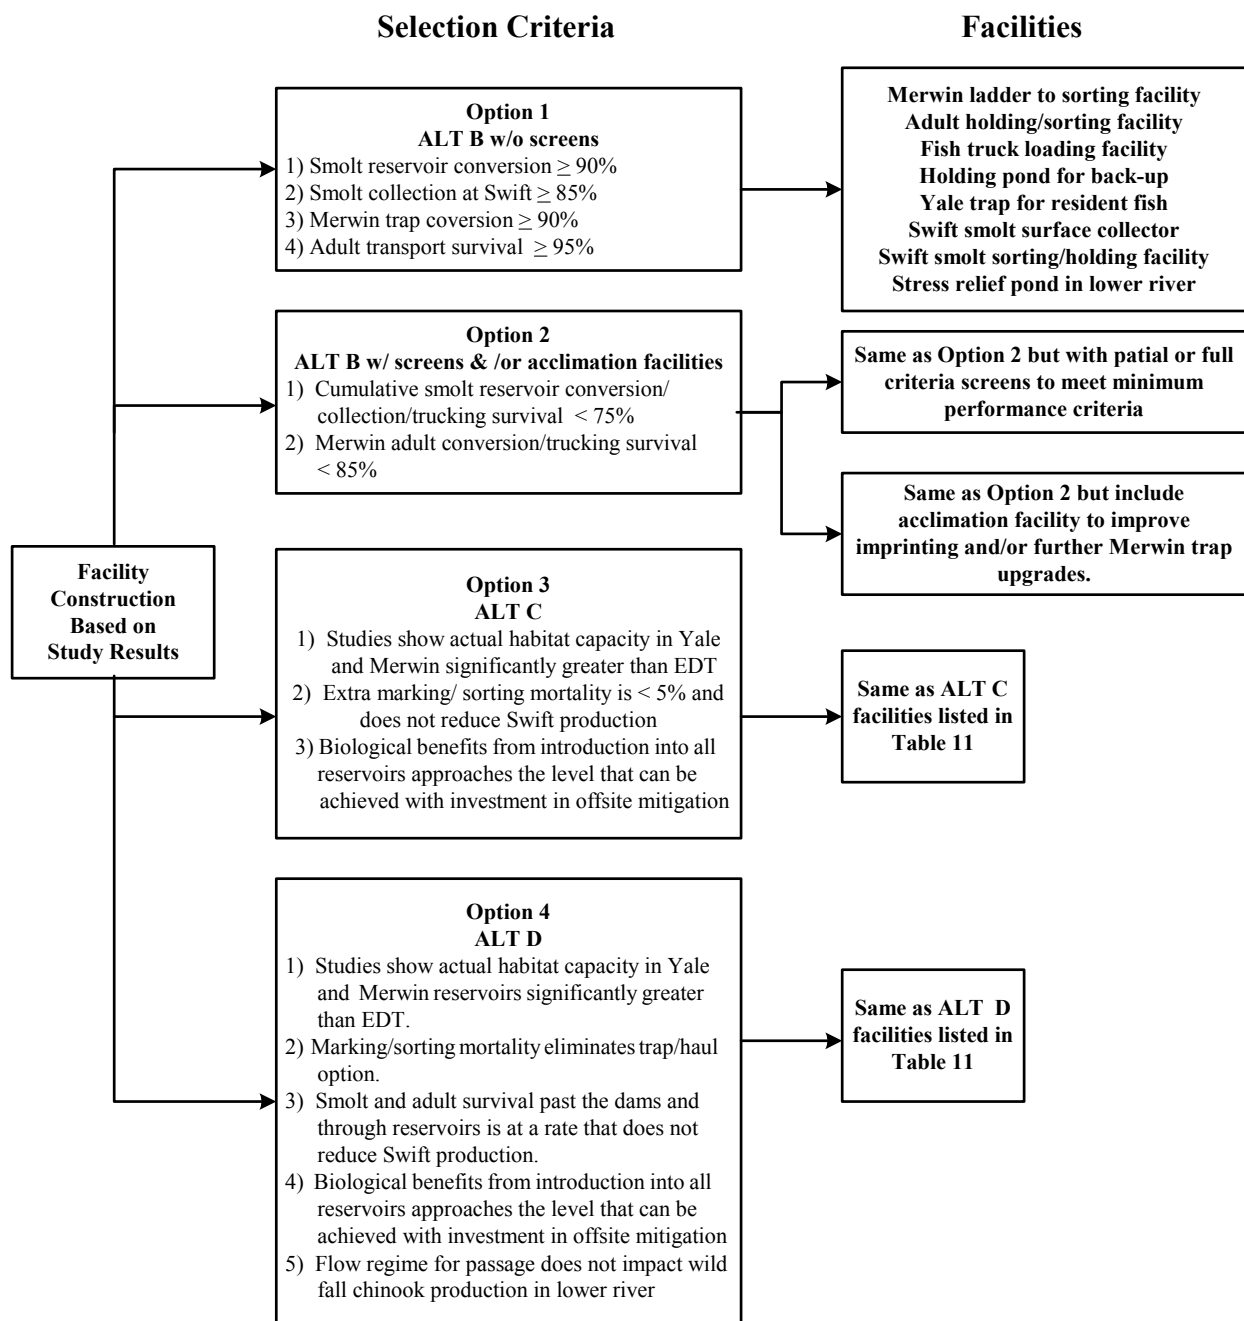 Selection Criteria
Facilities
Facility
Construction
Based on
Study Results
Option 1
ALT B w/o screens
1) Smolt reservoir conversion ≥ 90%
2) Smolt collection at Swift ≥ 85%
3) Merwin trap coversion ≥ 90%
4) Adult transport survival ≥ 95%
Merwin ladder to sorting facility
Adult holding/sorting facility
Fish truck loading facility
Holding pond for back-up
Yale trap for resident fish
Swift smolt surface collector
Swift smolt sorting/holding facility
Stress relief pond in lower river
Option 2
ALT B w/ screens & /or acclimation facilities
1) Cumulative smolt reservoir conversion/
collection/trucking survival < 75%
2) Merwin adult conversion/trucking survival
< 85%
Same as Option 2 but with patial or full
criteria screens to meet minimum
performance criteria
Same as Option 2 but include
acclimation facility to improve
imprinting and/or further Merwin trap
upgrades.
Option 3
ALT C
1) Studies show actual habitat capacity in Yale
and Merwin significantly greater than EDT
2) Extra marking/ sorting mortality is < 5% and
does not reduce Swift production
3) Biological benefits from introduction into all
reservoirs approaches the level that can be
achieved with investment in offsite mitigation
Same as ALT C
facilities listed in
Table 11
Option 4
ALT D
1) Studies show actual habitat capacity in Yale
and Merwin reservoirs significantly greater
than EDT.
2) Marking/sorting mortality eliminates trap/haul
option.
3) Smolt and adult survival past the dams and
through reservoirs is at a rate that does not
reduce Swift production.
4) Biological benefits from introduction into all
reservoirs approaches the level that can be
achieved with investment in offsite mitigation
5) Flow regime for passage does not impact wild
fall chinook production in lower river
Same as ALT D
facilities listed in
Table 11